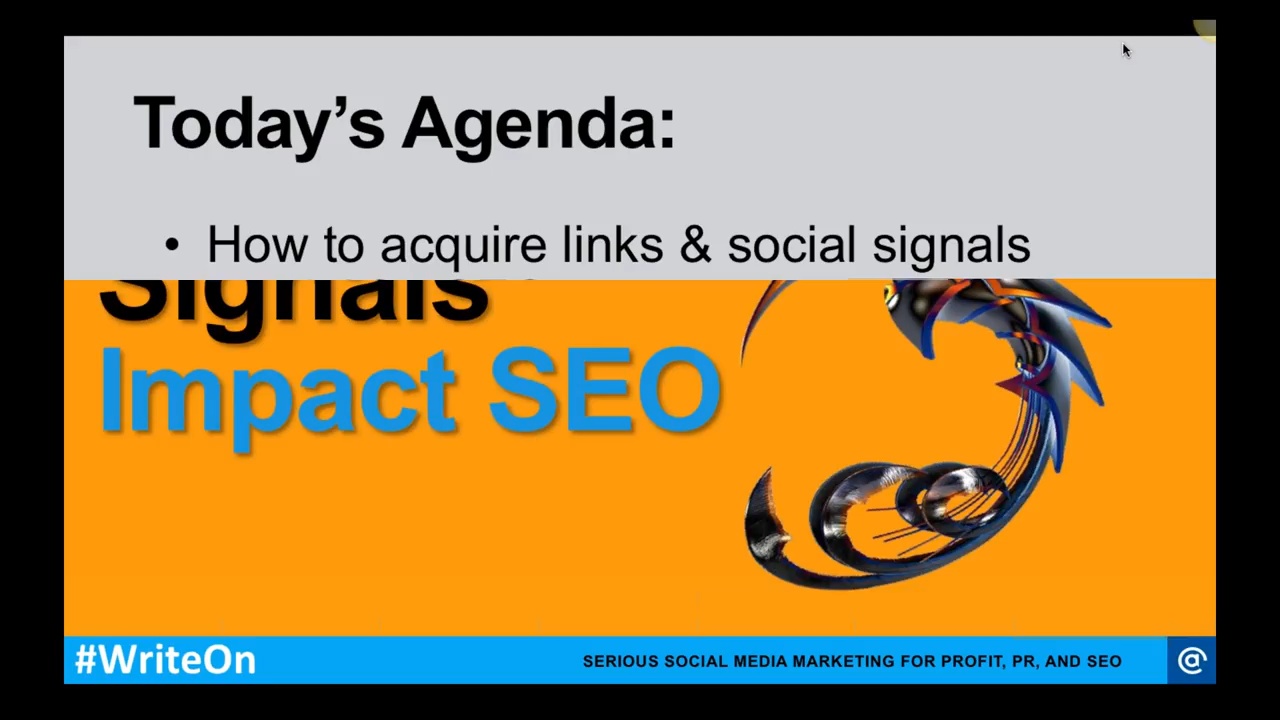 Today’s Agenda:
• How to acquire links & social signals
Signals
Impact SEO
#WriteOn
SERIOUS SOCIAL MEDIA MARKETING FOR PROFIT, PR, AND SEO
@